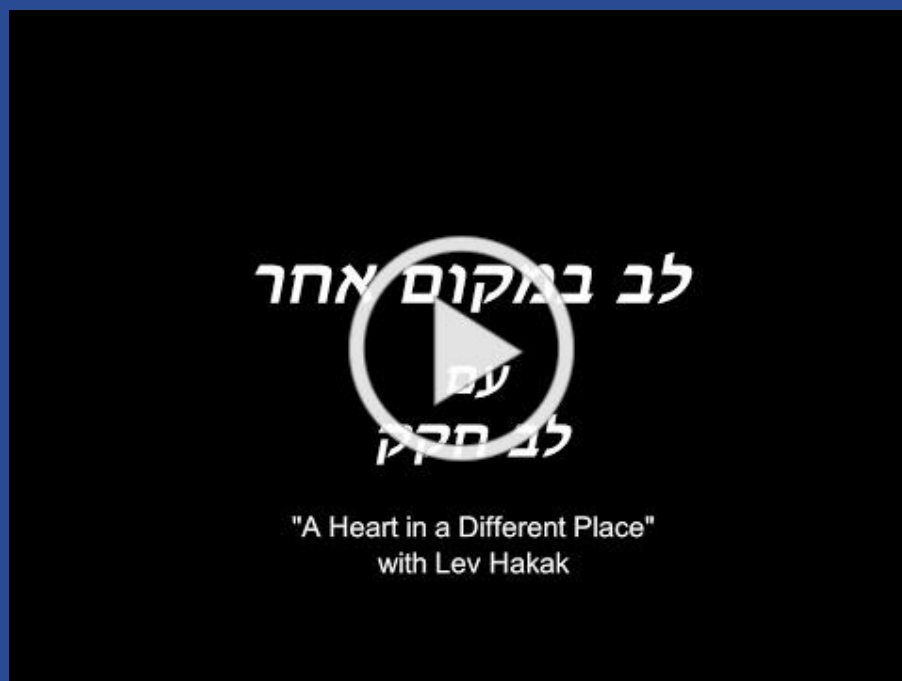 לב במקום אחר
עם
לב חקק
"A Heart in a Different Place"
with Lev Hakak